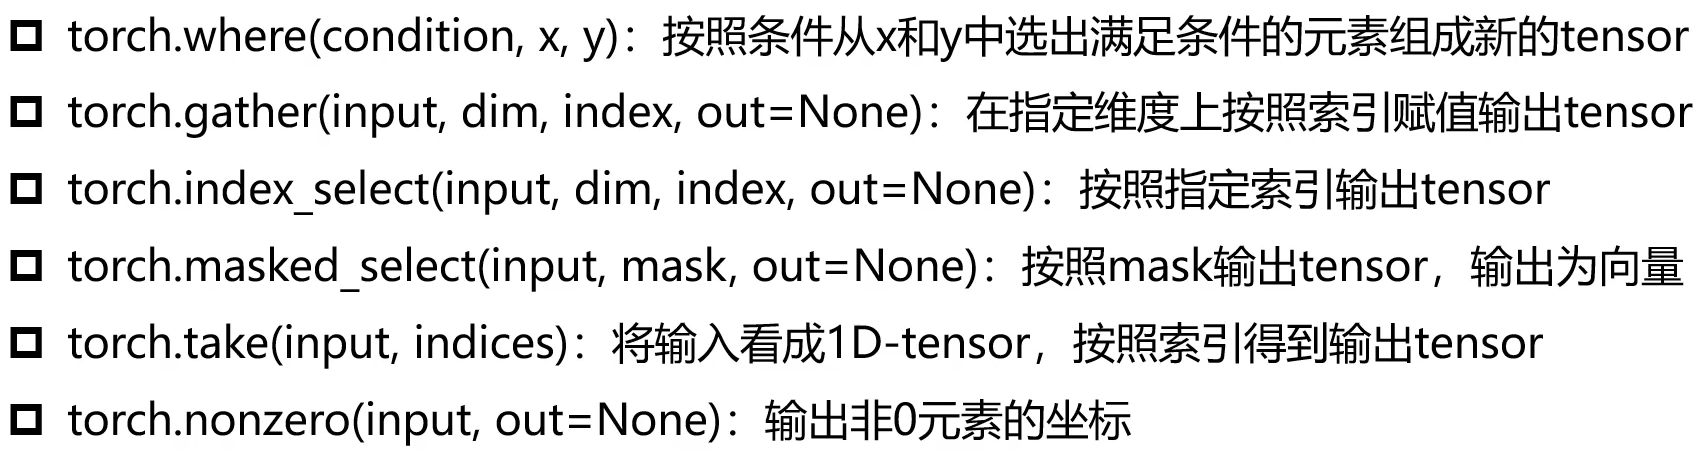 torch.where(condition, x, y)：按照条件从x和y中选出满足条件的元素组成新的tensor
torch.gather(input, dim, index, out=None)：在指定维度上按照索引赋值输出tensor
torch.index_select(input, dim, index, out=None)：按照指定索引输出tensor
torch.masked_select(input, mask, out=None)：按照mask输出tensor，输出为向量
torch.take(input, indices)：将输入看成1D-tensor，按照索引得到输出tensor
torch.nonzero(input, out=None)：输出非0元素的坐标